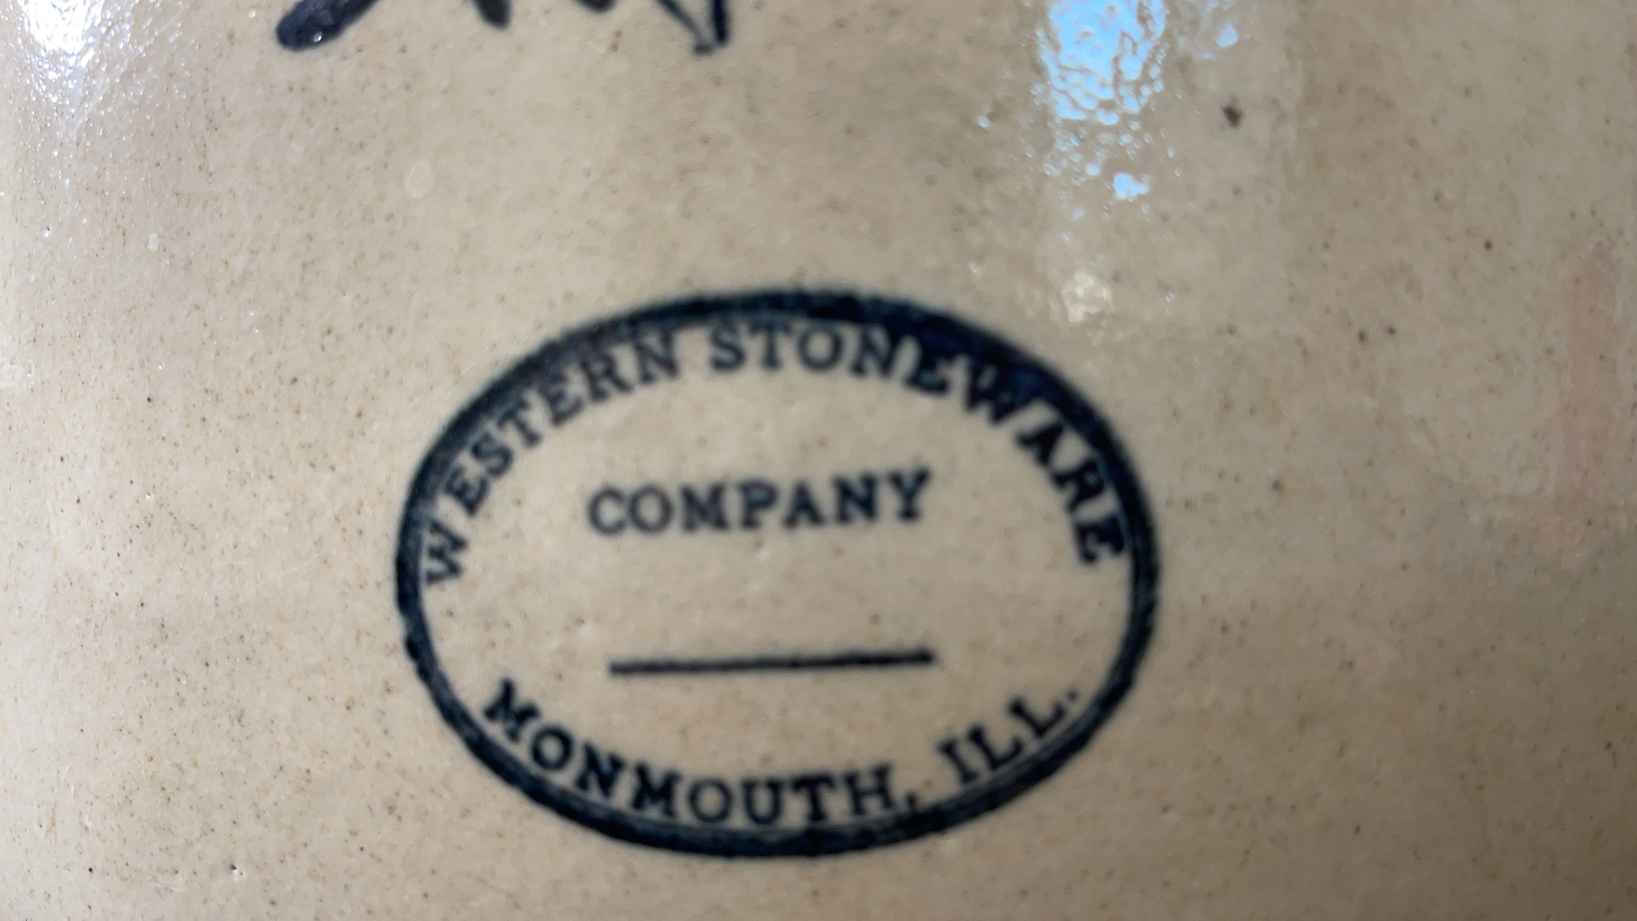 WESTERN STONEWARE
COMPANY
MONMOUTH, ILL.